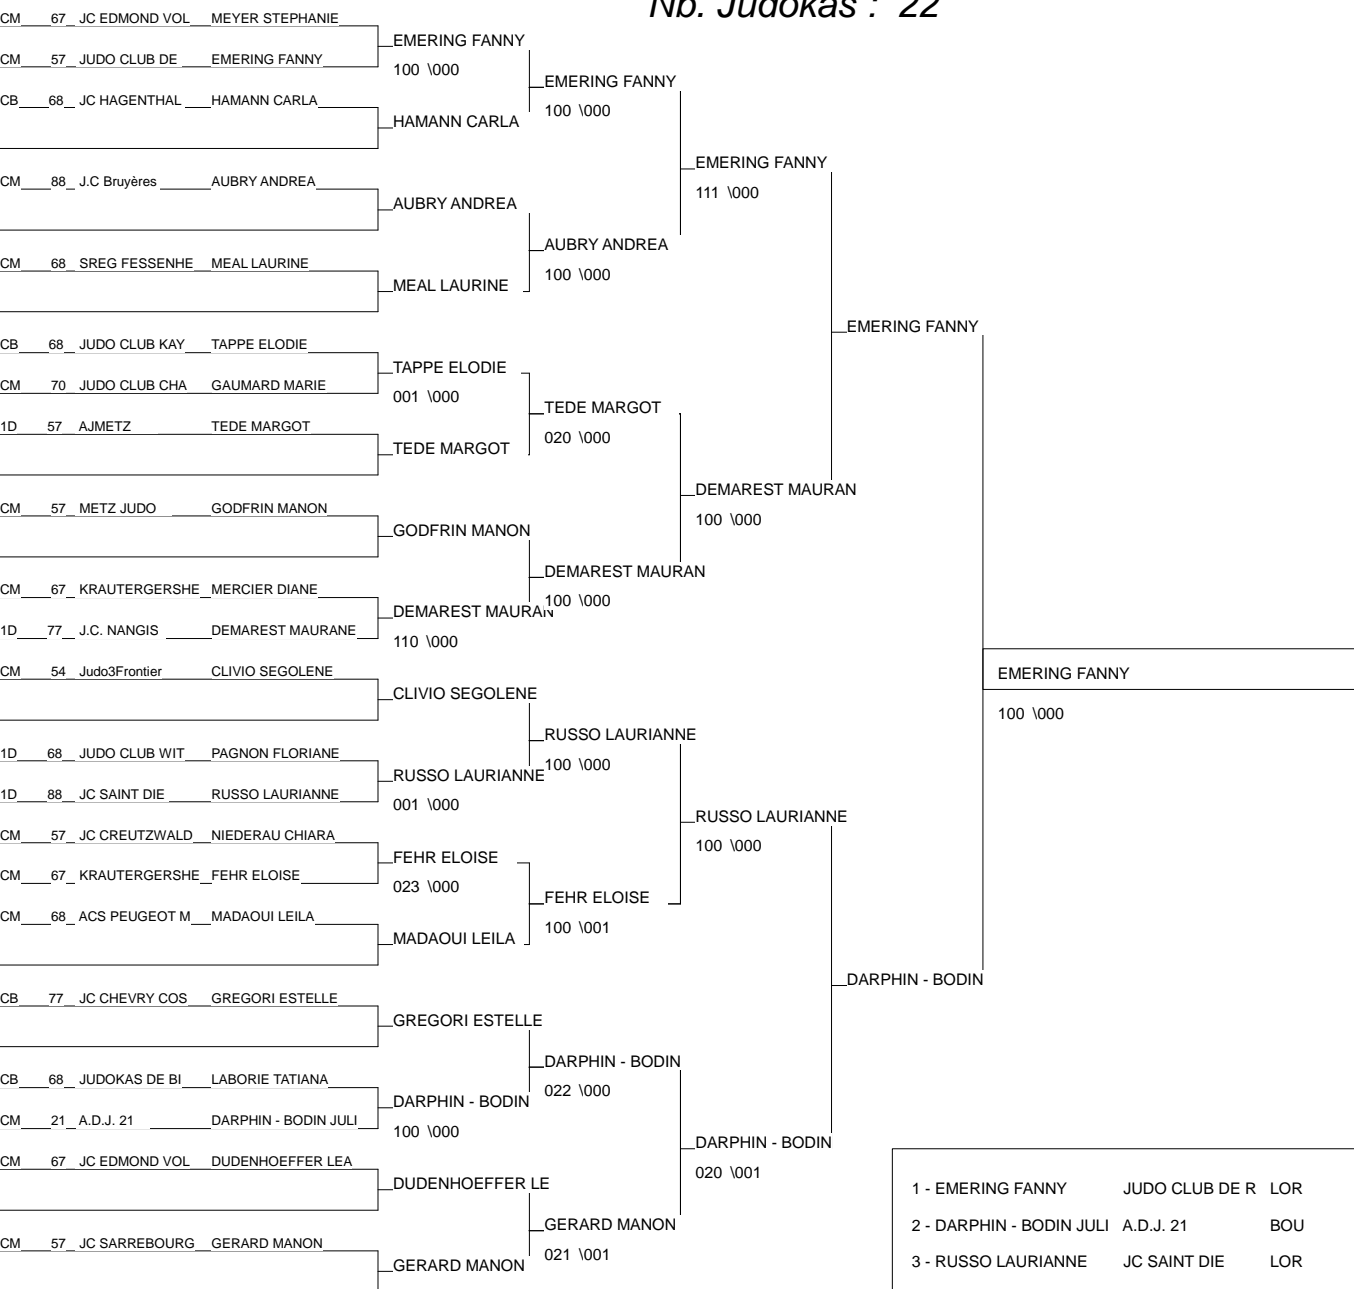 Nb. Judokas : 22
CM 67 JC EDMOND VOL MEYER STEPHANIE
EMERING FANNY
CM 57 JUDO CLUB DE EMERING FANNY
100 \000
EMERING FANNY
CB 68 JC HAGENTHAL HAMANN CARLA
100 \000
HAMANN CARLA
EMERING FANNY
CM 88 J.C Bruyères AUBRY ANDREA
111 \000
AUBRY ANDREA
AUBRY ANDREA
CM 68 SREG FESSENHE MEAL LAURINE
100 \000
MEAL LAURINE
EMERING FANNY
CB 68 JUDO CLUB KAY TAPPE ELODIE
TAPPE ELODIE
CM 70 JUDO CLUB CHA GAUMARD MARIE
001 \000
TEDE MARGOT
1D 57 AJMETZ TEDE MARGOT
020 \000
TEDE MARGOT
DEMAREST MAURAN
CM 57 METZ JUDO GODFRIN MANON
100 \000
GODFRIN MANON
DEMAREST MAURAN
CM 67 KRAUTERGERSHE MERCIER DIANE
100 \000
DEMAREST MAURAN
1D 77 J.C. NANGIS DEMAREST MAURANE
110 \000
CM 54 Judo3Frontier CLIVIO SEGOLENE
EMERING FANNY
CLIVIO SEGOLENE
100 \000
RUSSO LAURIANNE
1D 68 JUDO CLUB WIT PAGNON FLORIANE
100 \000
RUSSO LAURIANNE
1D 88 JC SAINT DIE RUSSO LAURIANNE
001 \000
RUSSO LAURIANNE
CM 57 JC CREUTZWALD NIEDERAU CHIARA
100 \000
FEHR ELOISE
CM 67 KRAUTERGERSHE FEHR ELOISE
023 \000
FEHR ELOISE
CM 68 ACS PEUGEOT M MADAOUI LEILA
100 \001
MADAOUI LEILA
DARPHIN - BODIN
CB 77 JC CHEVRY COS GREGORI ESTELLE
GREGORI ESTELLE
DARPHIN - BODIN
CB 68 JUDOKAS DE BI LABORIE TATIANA
022 \000
DARPHIN - BODIN
CM 21 A.D.J. 21 DARPHIN - BODIN JULI
100 \000
DARPHIN - BODIN
CM 67 JC EDMOND VOL DUDENHOEFFER LEA
020 \001
DUDENHOEFFER LE
1 - EMERING FANNY JUDO CLUB DE R LOR
GERARD MANON
2 - DARPHIN - BODIN JULI A.D.J. 21 BOU
CM 57 JC SARREBOURG GERARD MANON
021 \001
GERARD MANON
3 - RUSSO LAURIANNE JC SAINT DIE LOR